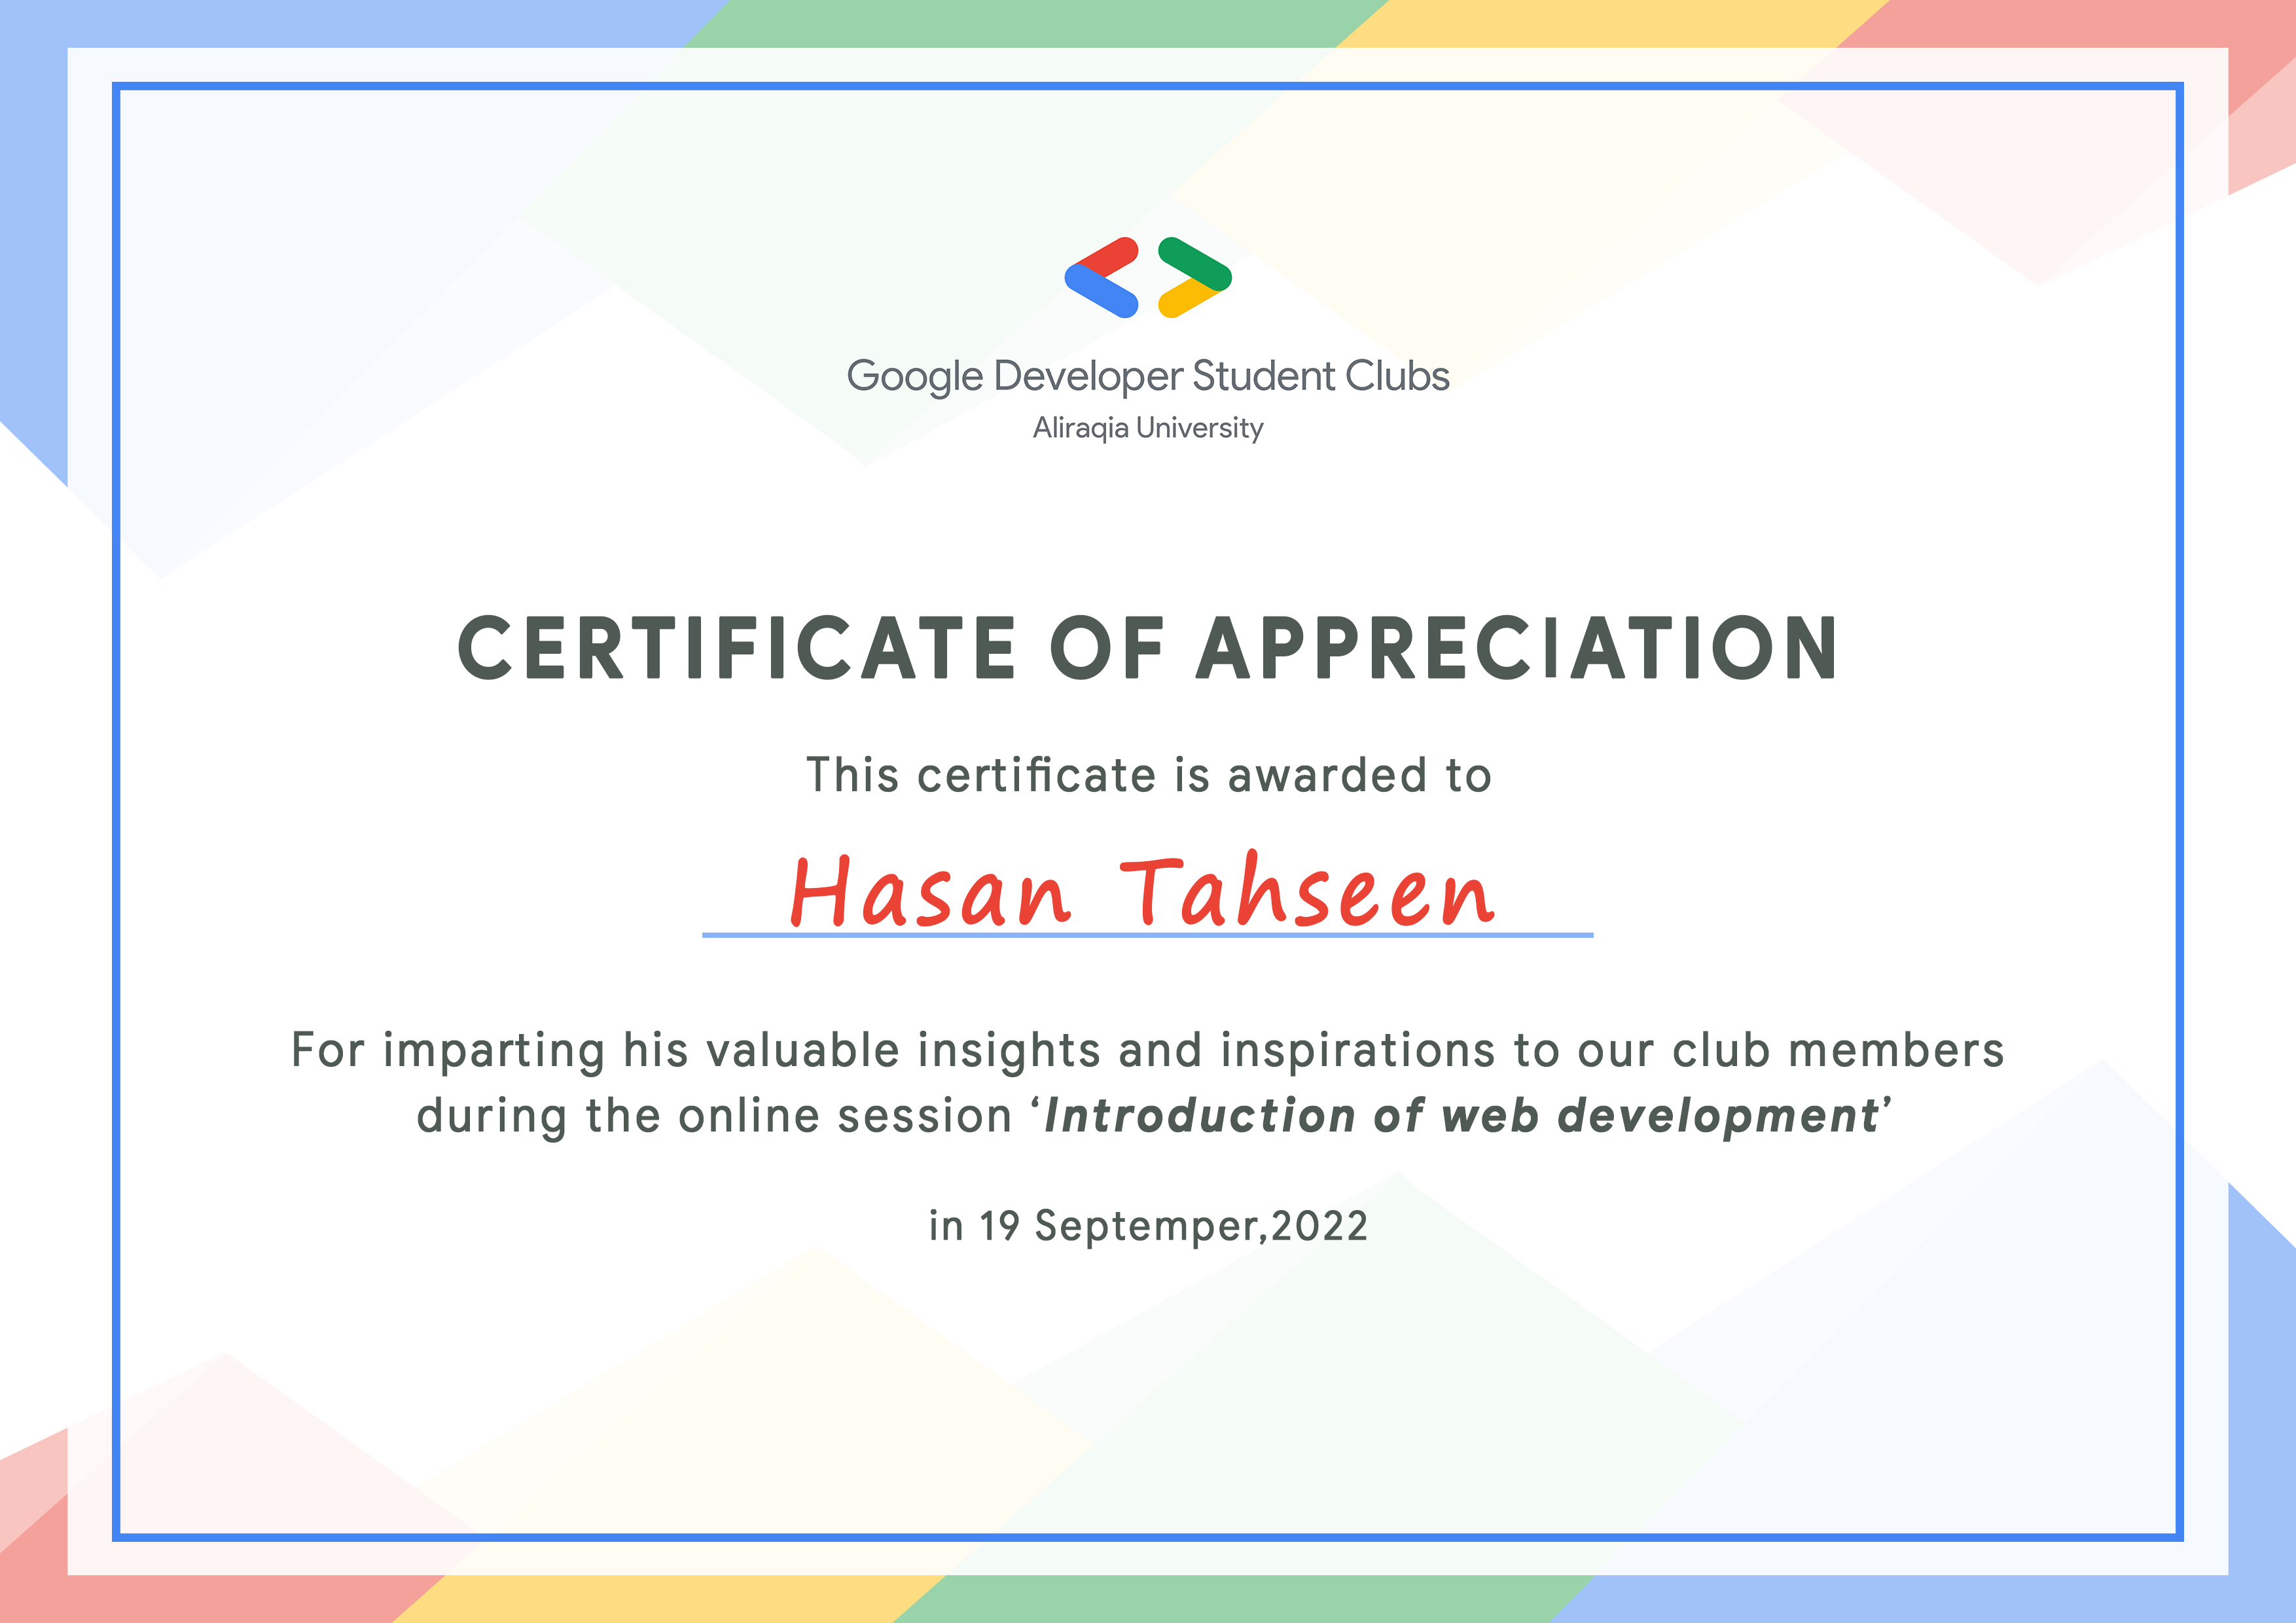 Google Developer Student Clubs
Aliraqia University
CERTIFICATE OF APPRECIATION
This certificate is awarded to
Hasan Tahseen
For imparting his valuable insights and inspirations to our club members
during the online session ‘Introduction of web development’
in 19 Septemper,2022